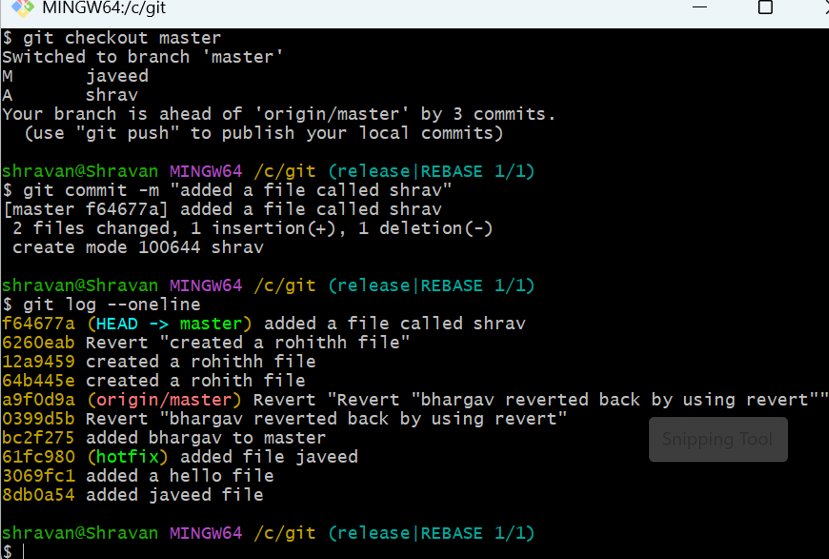 MINGW64:/c/git
$ git checkout master
Switched to branch 'master'
M       javeed
A       shrav
Your branch is ahead of 'origin/master' by 3 commits.
  (use "git push" to publish your local commits)
shravan@Shravan MINGW64 /c/git (release|REBASE 1/1)
$ git commit -m "added a file called shrav"
[master f64677a] added a file called shrav
 2 files changed, 1 insertion(+), 1 deletion(-)
 create mode 100644 shrav
shravan@Shravan MINGW64 /c/git (release|REBASE 1/1)
$ git log --oneline
f64677a (HEAD -> master) added a file called shrav
6260eab Revert "created a rohithh file"
12a9459 created a rohithh file
64b445e created a rohith file
a9f0d9a (origin/master) Revert "Revert "bhargav reverted back by using revert""
0399d5b Revert "bhargav reverted back by using revert"
bc2f275 added bhargav to master
61fc980 (hotfix) added file javeed
3069fc1 added a hello file
8db0a54 added javeed file
Snipping Tool
shravan@Shravan MINGW64 /c/git (release|REBASE 1/1)
$